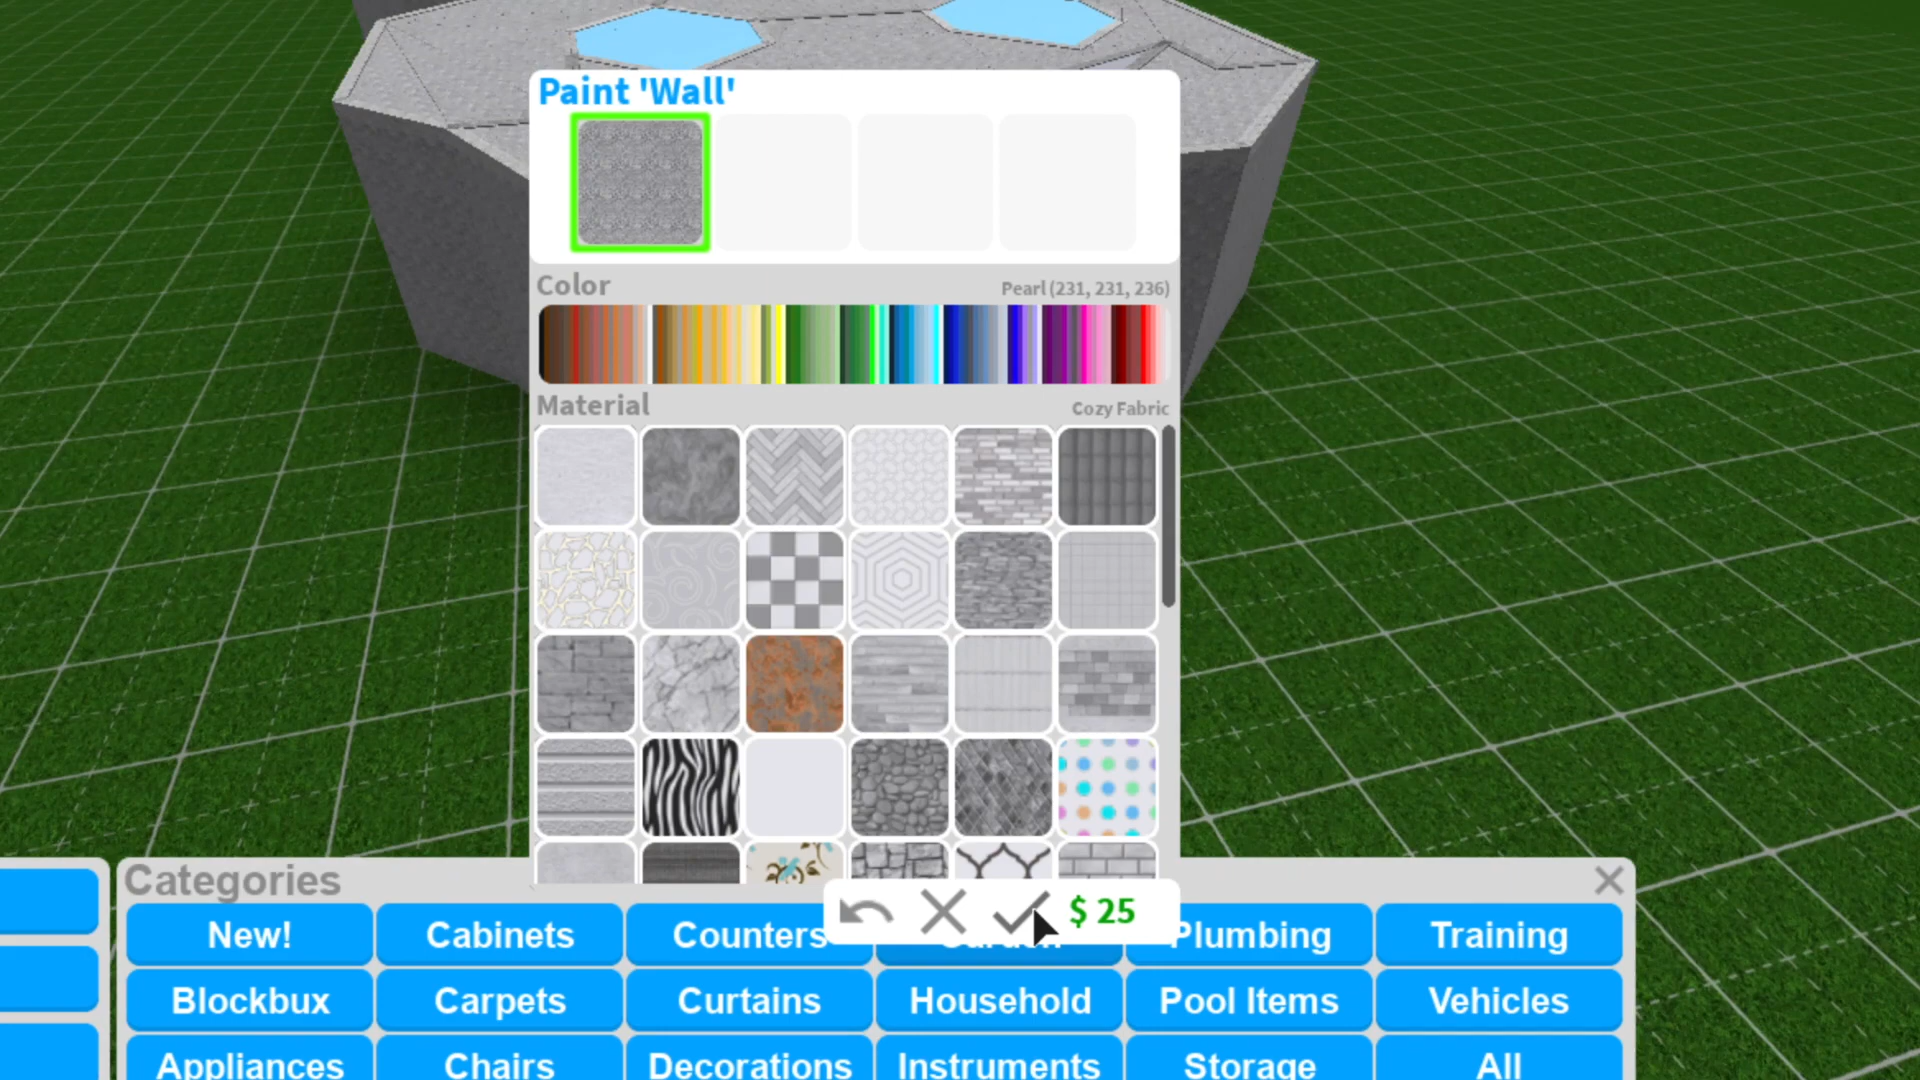 Paint 'Wall'
Color
Pearl (231, 231, 236)
Material
Cozy Fabric
$ 25
Categories
New!
Cabinets
Counters
Garden
Plumbing
Training
Blockbux
Carpets
Curtains
Household
Pool Items
Vehicles
Appliances
Chairs
Decorations
Instruments
Storage
All